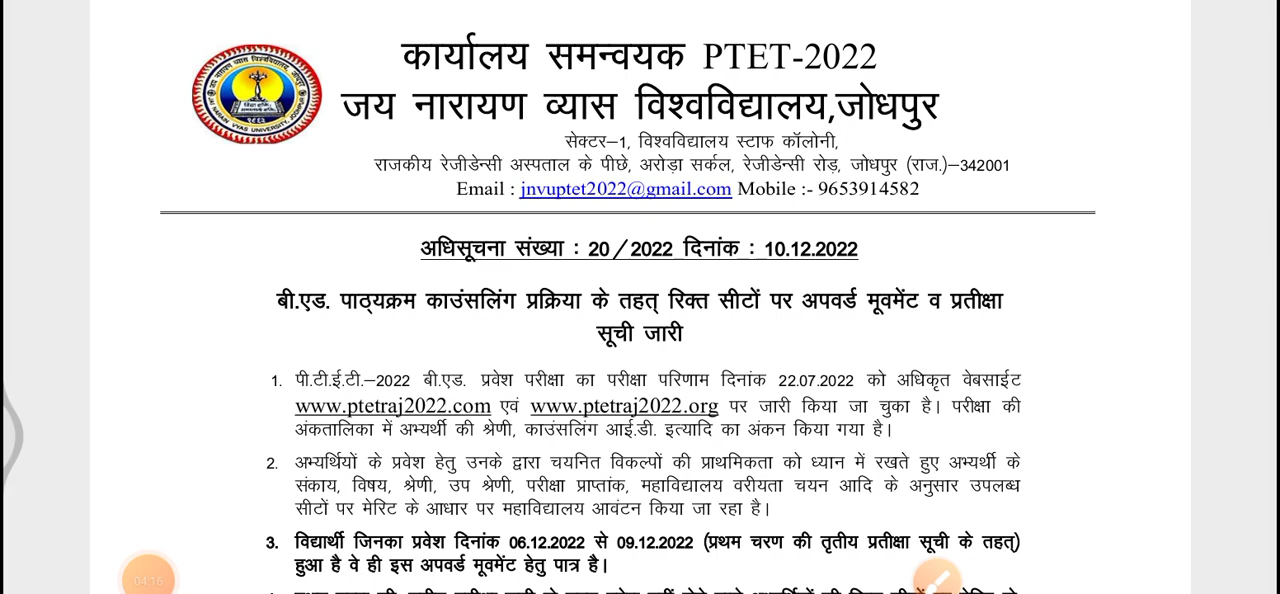 कार्यालय समन्वयक PTET-2022
जय नारायण व्यास विश्वविद्यालय,जोधपुर
सेक्टर–1, विश्वविद्यालय स्टाफ कॉलोनी,
राजकीय रेजीडेन्सी अस्पताल के पीछे, अरोड़ा सर्कल, रेजीडेन्सी रोड़, जोधपुर (राज.)–342001
Email : jnvuptet2022@gmail.com Mobile :- 9653914582
अधिसूचना संख्या : 20/2022 दिनांक : 10.12.2022
बी.एड. पाठ्यक्रम काउंसलिंग प्रक्रिया के तहत् रिक्त सीटों पर अपवर्ड मूवमेंट व प्रतीक्षा
सूची जारी
1. पी.टी.ई.टी.–2022 बी.एड. प्रवेश परीक्षा का परीक्षा परिणाम दिनांक 22.07.2022 को अधिकृत वेबसाईट
www.ptetraj2022.com एवं www.ptetraj2022.org पर जारी किया जा चुका है। परीक्षा की
अंकतालिका में अभ्यर्थी की श्रेणी, काउंसलिंग आई.डी. इत्यादि का अंकन किया गया है।
2. अभ्यर्थियों के प्रवेश हेतु उनके द्वारा चयनित विकल्पों की प्राथमिकता को ध्यान में रखते हुए अभ्यर्थी के
संकाय, विषय, श्रेणी, उप श्रेणी, परीक्षा प्राप्तांक, महाविद्यालय वरीयता चयन आदि के अनुसार उपलब्ध
सीटों पर मेरिट के आधार पर महाविद्यालय आवंटन किया जा रहा है।
3. विद्यार्थी जिनका प्रवेश दिनांक 06.12.2022 से 09.12.2022 (प्रथम चरण की तृतीय प्रतीक्षा सूची के तहत्)
हुआ है वे ही इस अपवर्ड मूवमेंट हेतु पात्र है।
04:15